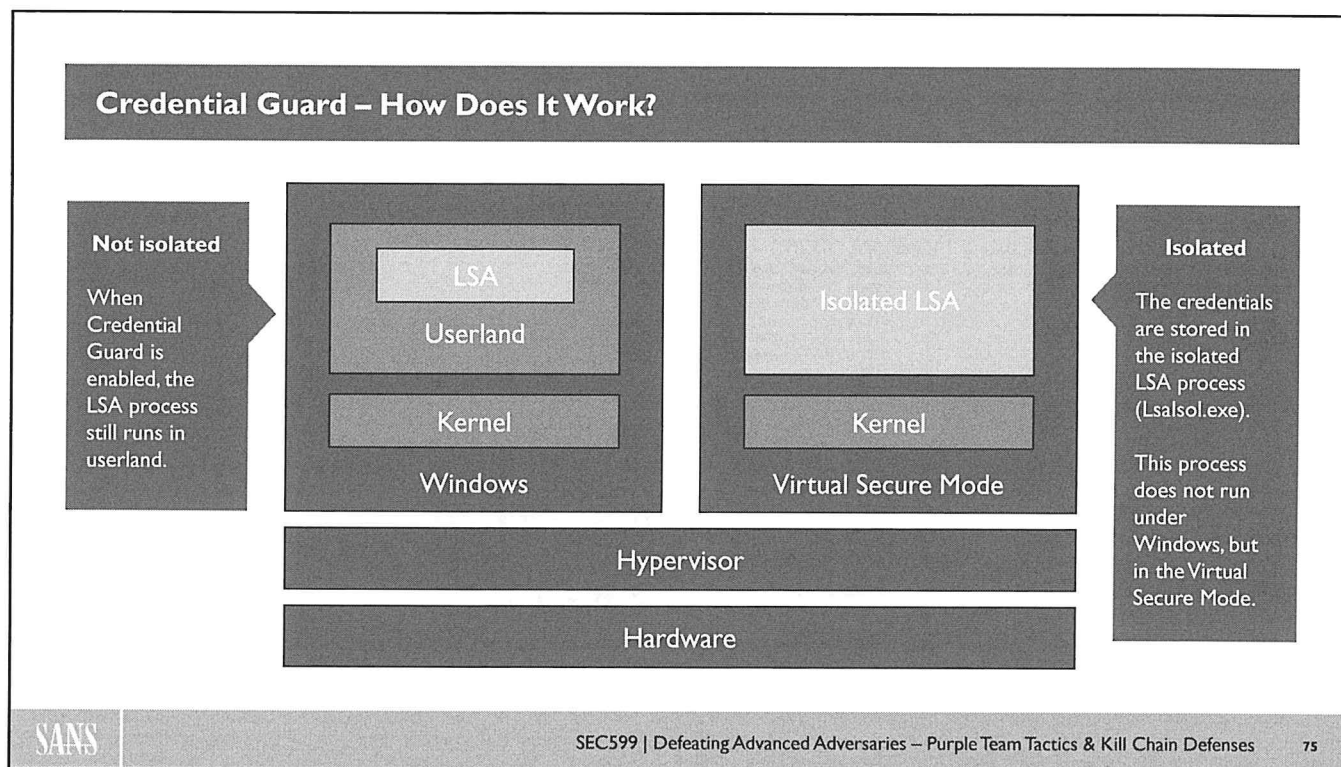 Credential Guard – How Does It Work?
Not isolated
When
Credential
Guard is
enabled, the
LSA process
still runs in
userland.
LSA
Userland
Kernel
Windows
Isolated LSA
Kernel
Virtual Secure Mode
Hypervisor
Hardware
Isolated
The credentials
are stored in
the isolated
LSA process
(LsaIsol.exe).
This process
does not run
under
Windows, but
in the Virtual
Secure Mode.
SANS
SEC599 | Defeating Advanced Adversaries – Purple Team Tactics & Kill Chain Defenses 75